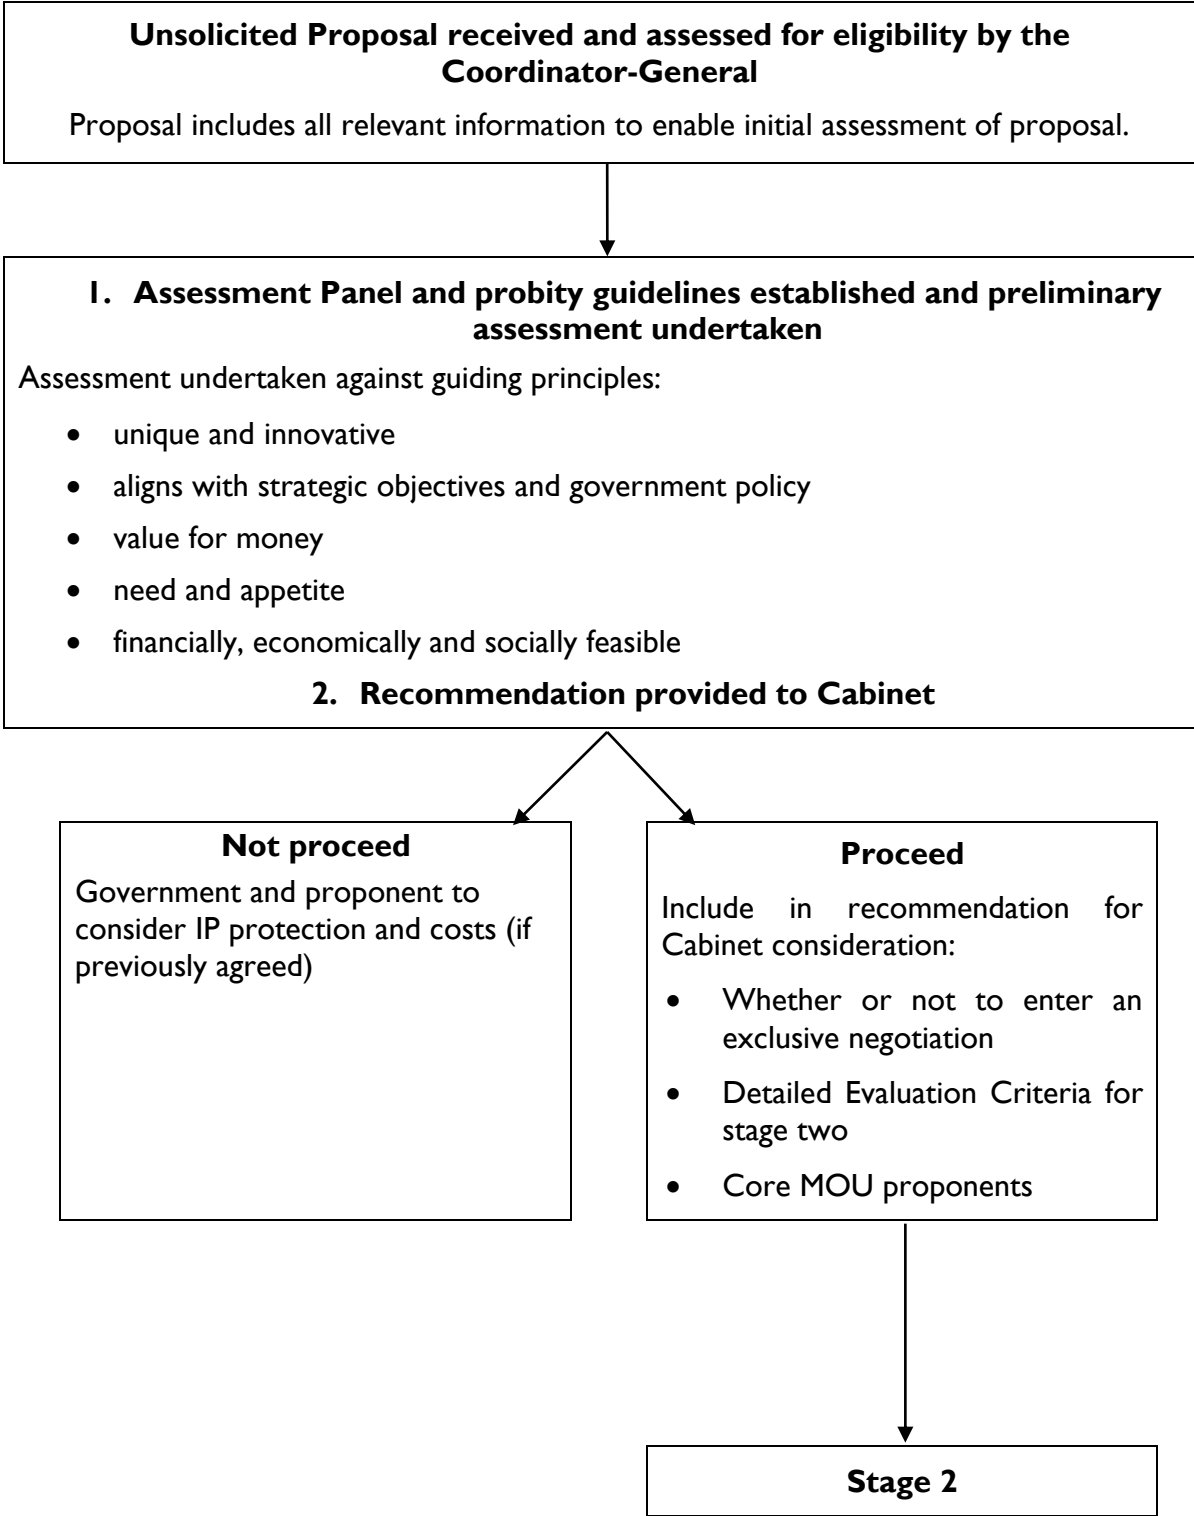 Unsolicited Proposal received and assessed for eligibility by the
Coordinator-General
Proposal includes all relevant information to enable initial assessment of proposal.
1. Assessment Panel and probity guidelines established and preliminary
assessment undertaken
Assessment undertaken against guiding principles:
• unique and innovative
• aligns with strategic objectives and government policy
• value for money
• need and appetite
• financially, economically and socially feasible
2. Recommendation provided to Cabinet
Not proceed
Government and proponent to
consider IP protection and costs (if
previously agreed)
Proceed
Include in recommendation for
Cabinet consideration:
• Whether or not to enter an
exclusive negotiation
• Detailed Evaluation Criteria for
stage two
• Core MOU proponents
Stage 2